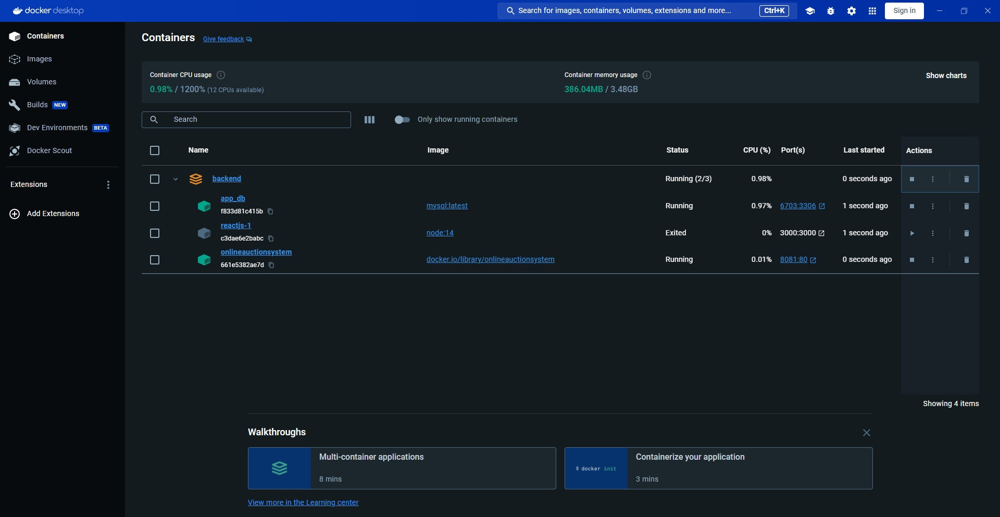 docker desktop
Search for images, containers, volumes, extensions and more... Ctrl+K
Sign in
Containers
Images
Volumes
Builds NEW
Dev Environments BETA
Docker Scout
Extensions
Add Extensions
Containers Give feedback
Container CPU usage
0.98% / 1200% (12 CPUs available)
Container memory usage
386.04MB / 3.48GB
Show charts
Search
Only show running containers
Name Image Status CPU (%) Port(s) Last started Actions
backend Running (2/3) 0.98% 0 seconds ago
app_db
f833d81c415b
mysql:latest Running 0.97% 6703:3306 1 second ago
reactjs-1
c3dae6e2babc
node:14 Exited 0% 3000:3000 1 second ago
onlineauctionsystem
661e5382ae7d
docker.io/library/onlineauctionsystem Running 0.01% 8081:80 0 seconds ago
Showing 4 items
Walkthroughs
Multi-container applications
8 mins
$ docker init
Containerize your application
3 mins
View more in the Learning center